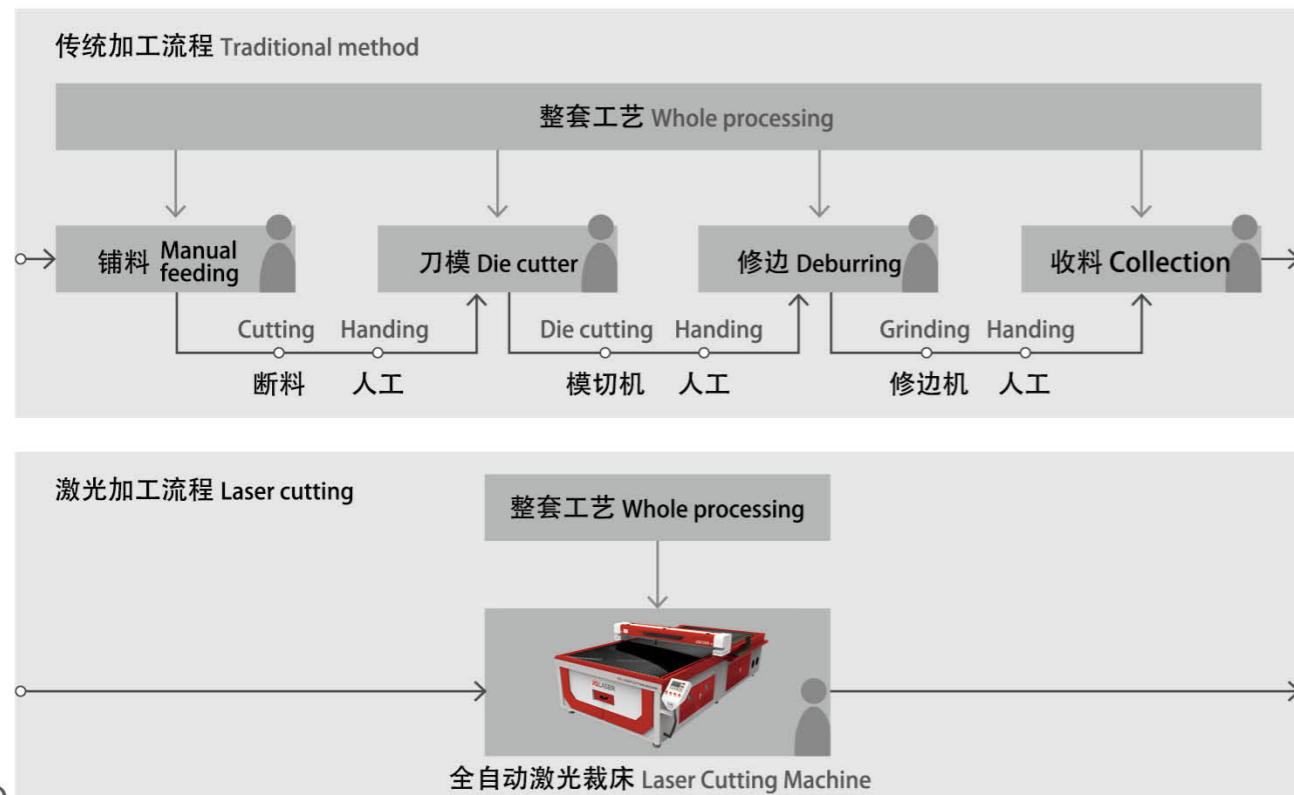 传统加工流程 Traditional method
整套工艺 Whole processing
铺料 Manual feeding
刀模 Die cutter
修边 Deburring
收料 Collection
Cutting Handing
Die cutting Handing
Grinding Handing
断料 人工
模切机 人工
修边机 人工
激光加工流程 Laser cutting
整套工艺 Whole processing
LASER
全自动激光裁床 Laser Cutting Machine